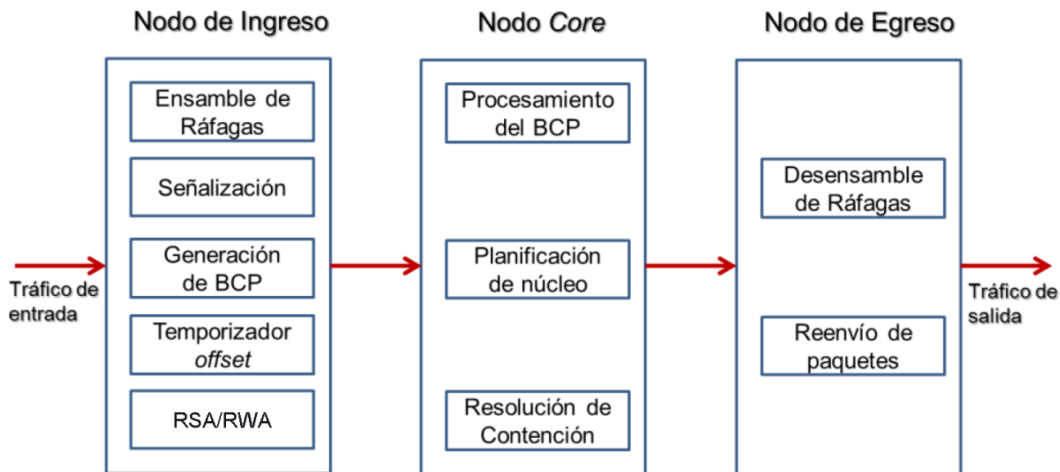 Nodo de Ingreso
Nodo Core
Nodo de Egreso
Tráfico de
entrada
Ensamble de
Ráfagas
Señalización
Generación
de BCP
Temporizador
offset
RSA/RWA
Procesamiento
del BCP
Planificación
de núcleo
Resolución de
Contención
Desensamble
de Ráfagas
Reenvío de
paquetes
Tráfico de
salida